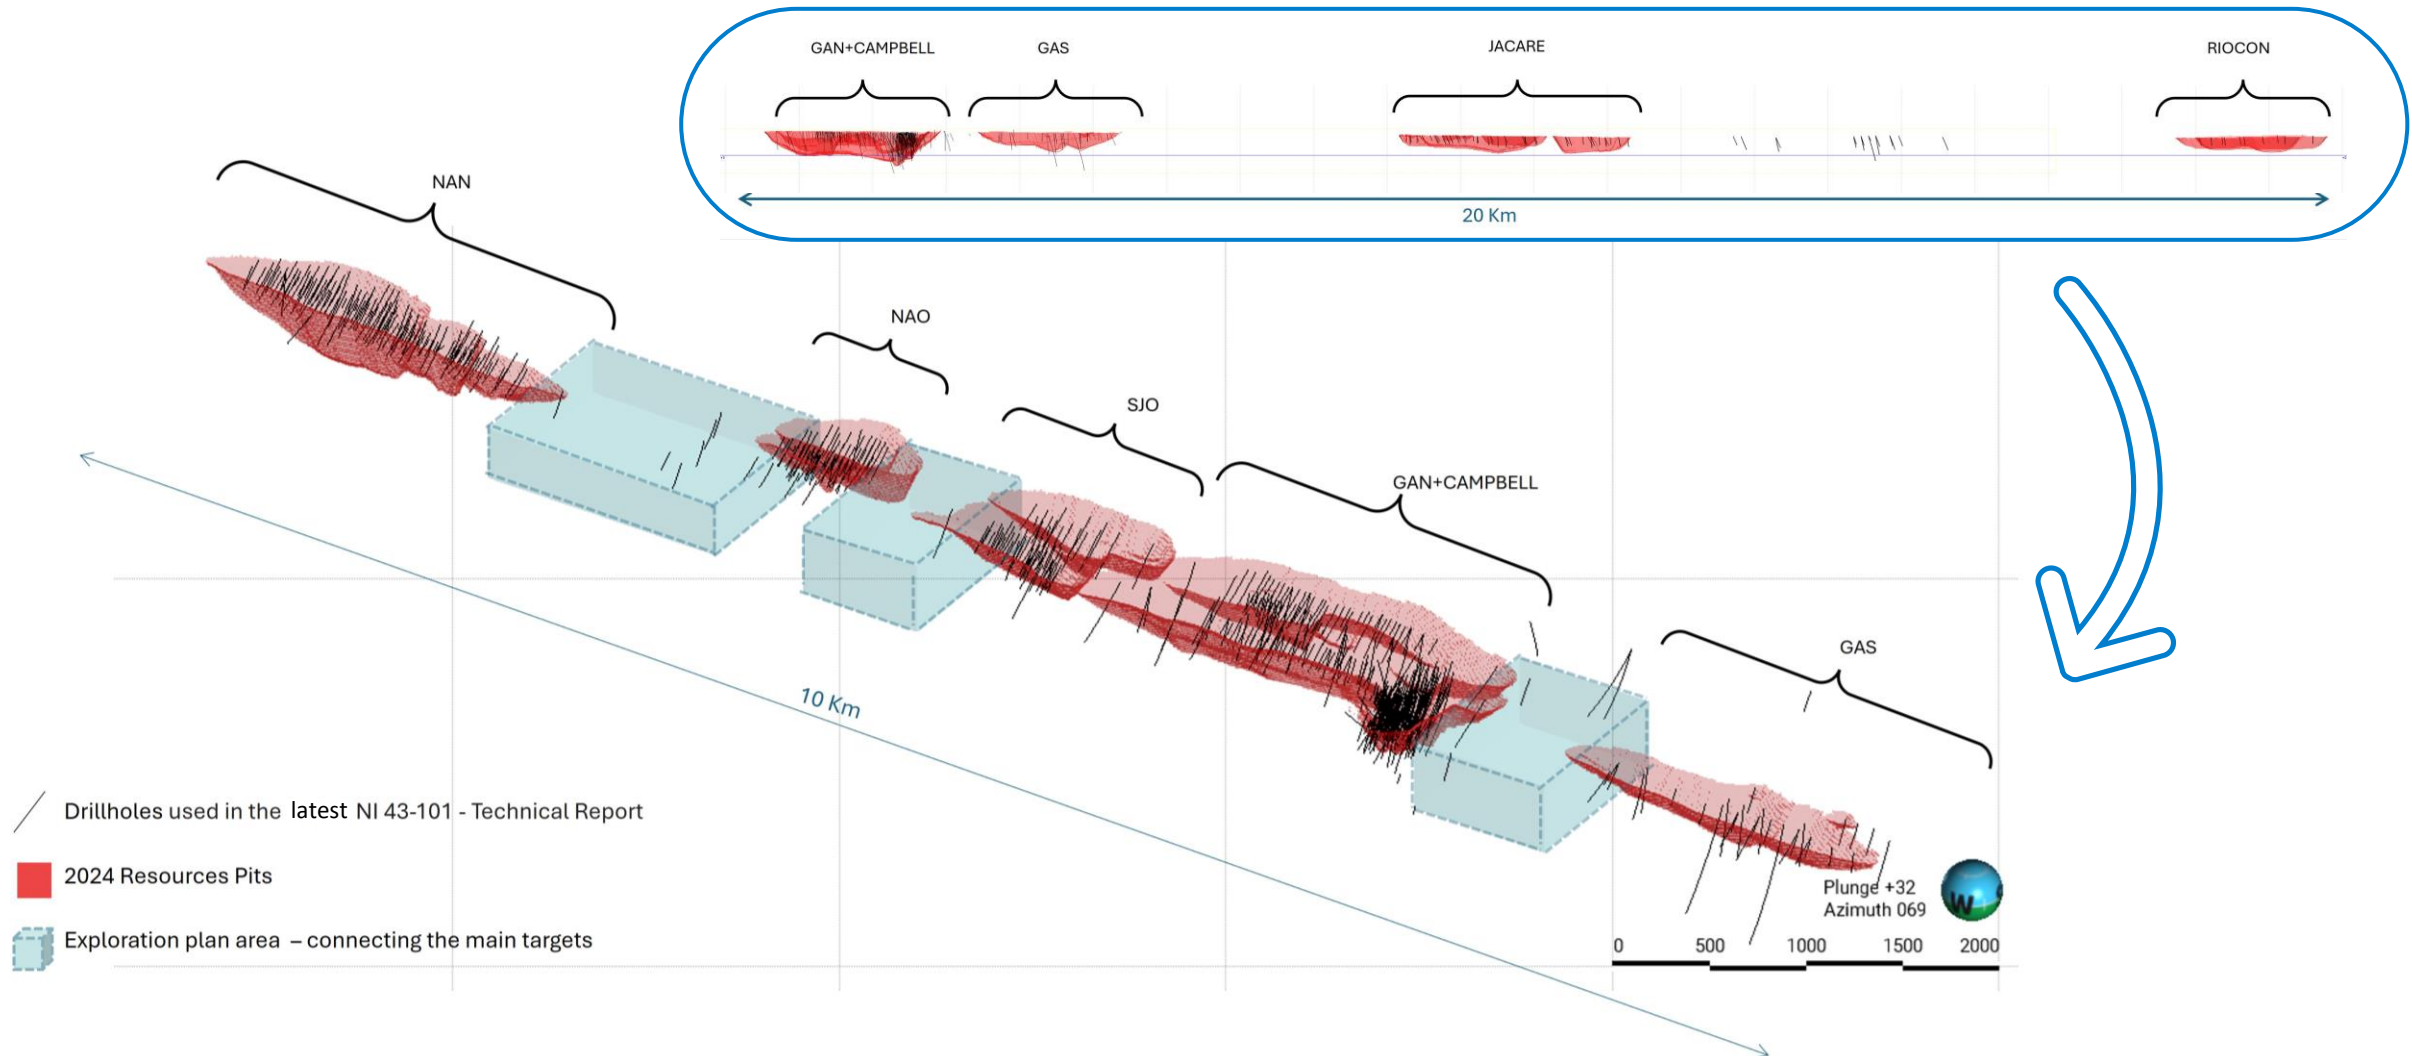 GAN+CAMPBELL
GAS
JACARE
RIOCON
20 Km
NAN
NAO
SJO
GAN+CAMPBELL
GAS
10 Km
Drillholes used in the latest NI 43-101 - Technical Report
2024 Resources Pits
Exploration plan area – connecting the main targets
Plunge +32
Azimuth 069
W
0 500 1000 1500 2000